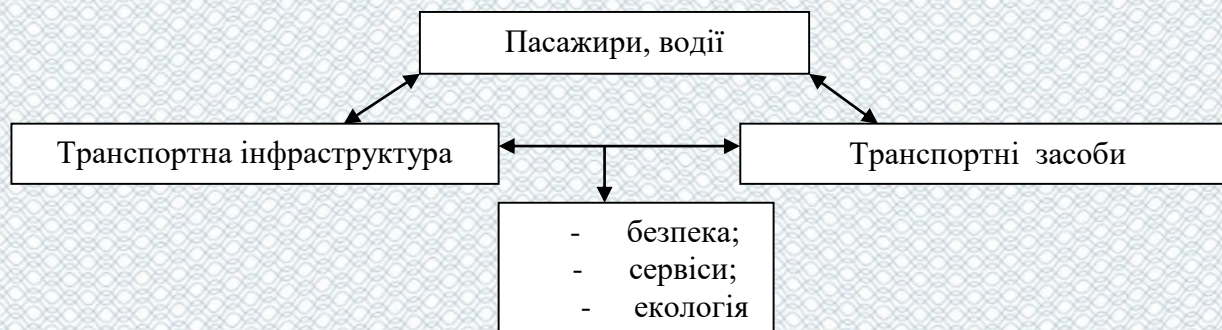 Пасажири, водії
Транспортна інфраструктура
Транспортні засоби
- безпека;
- сервіси;
- екологія